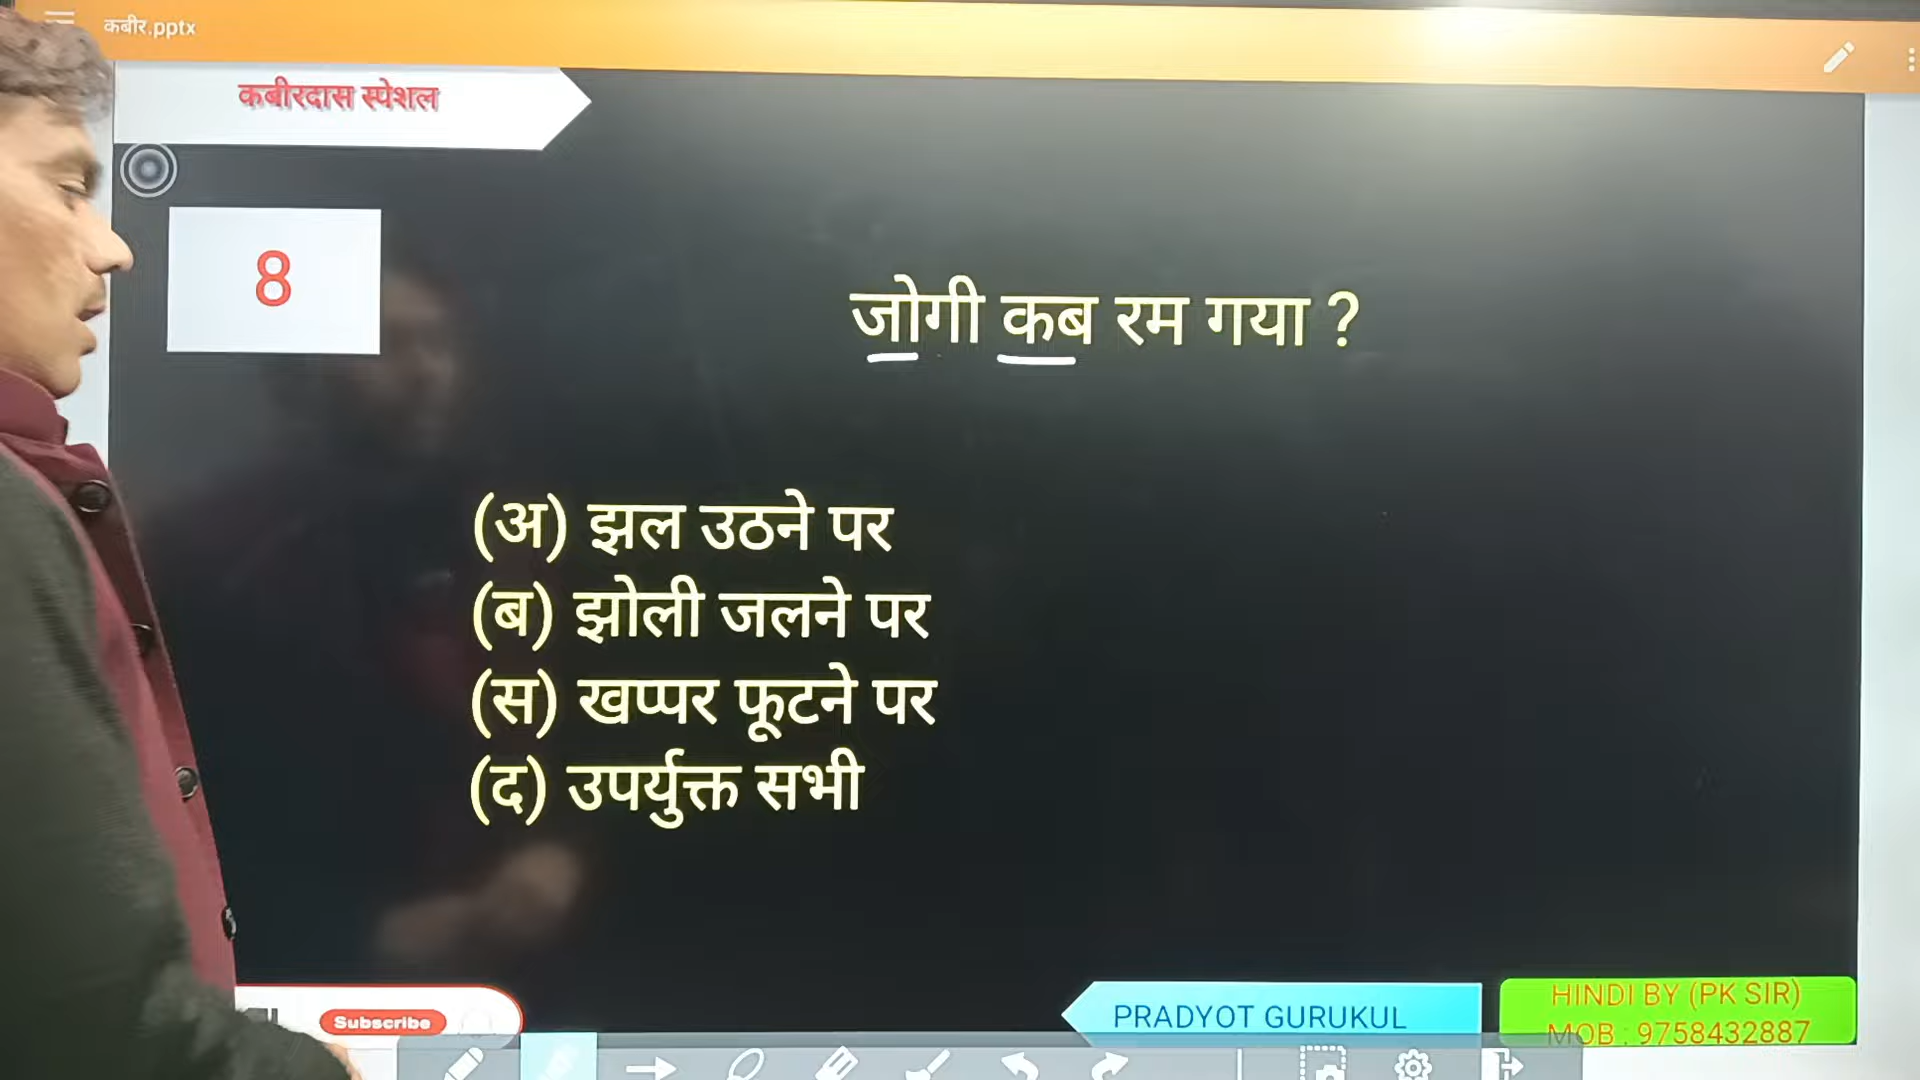 कबीर.pptx
कबीरदास स्पेशल
8
जोगी कब रम गया ?
(अ) झल उठने पर
(ब) झोली जलने पर
(स) खप्पर फूटने पर
(द) उपर्युक्त सभी
Subscribe
PRADYOT GURUKUL
HINDI BY (PK SIR)
MOB : 9758432887